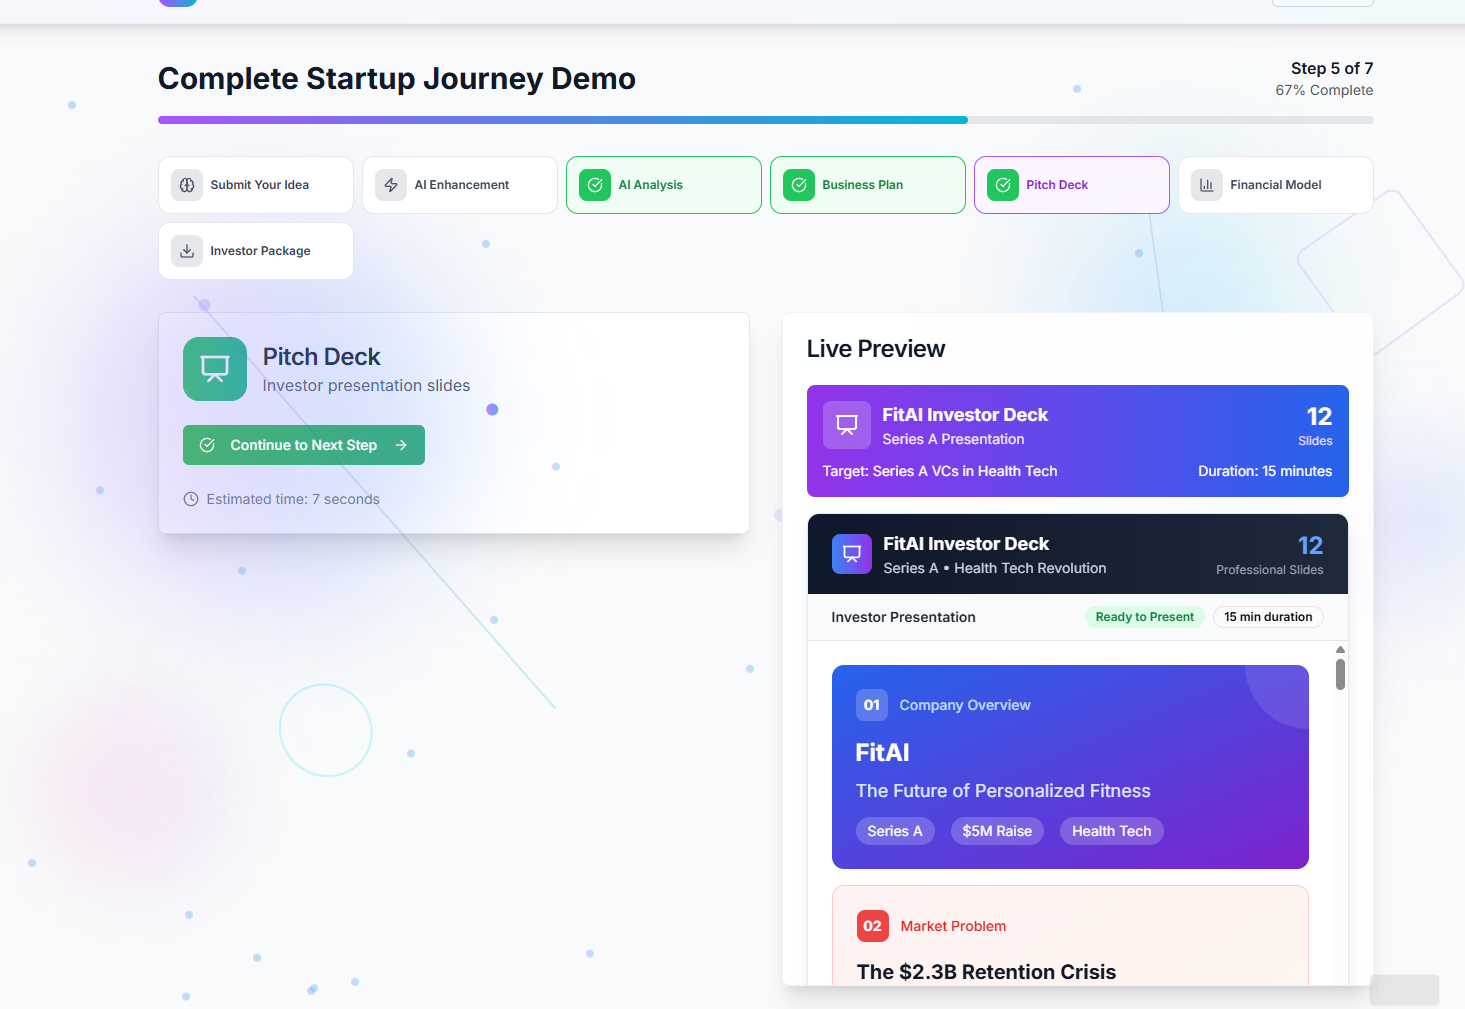 Complete Startup Journey Demo
Step 5 of 7
67% Complete
Submit Your Idea
AI Enhancement
AI Analysis
Business Plan
Pitch Deck
Financial Model
Investor Package
Pitch Deck
Investor presentation slides
Continue to Next Step
Estimated time: 7 seconds
Live Preview
FitAI Investor Deck
Series A Presentation
12
Slides
Target: Series A VCs in Health Tech
Duration: 15 minutes
FitAI Investor Deck
Series A • Health Tech Revolution
12
Professional Slides
Investor Presentation
Ready to Present
15 min duration
01
Company Overview
FitAI
The Future of Personalized Fitness
Series A
$5M Raise
Health Tech
02
Market Problem
The $2.3B Retention Crisis